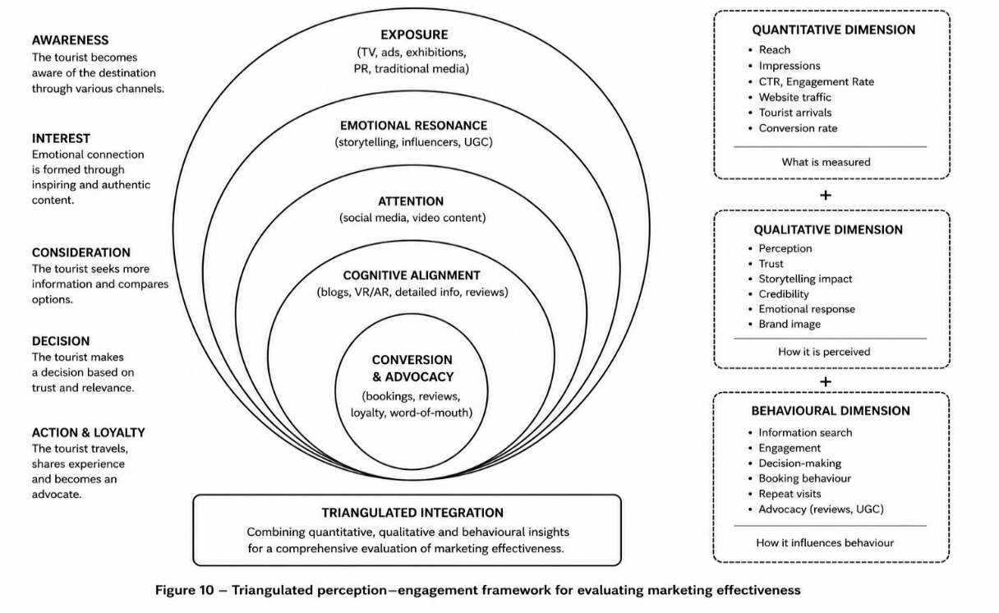 AWARENESS
The tourist becomes
aware of the destination
through various channels.
INTEREST
Emotional connection
is formed through
inspiring and authentic
content.
CONSIDERATION
The tourist seeks more
information and compares
options.
DECISION
The tourist makes
a decision based on
trust and relevance.
ACTION & LOYALTY
The tourist travels,
shares experience
and becomes an
advocate.
EXPOSURE
(TV, ads, exhibitions,
PR, traditional media)
EMOTIONAL RESONANCE
(storytelling, influencers, UGC)
ATTENTION
(social media, video content)
COGNITIVE ALIGNMENT
(blogs, VR/AR, detailed info, reviews)
CONVERSION
& ADVOCACY
(bookings, reviews,
loyalty, word-of-mouth)
QUANTITATIVE DIMENSION
• Reach
• Impressions
• CTR, Engagement Rate
• Website traffic
• Tourist arrivals
• Conversion rate
What is measured
+
QUALITATIVE DIMENSION
• Perception
• Trust
• Storytelling impact
• Credibility
• Emotional response
• Brand image
How it is perceived
+
BEHAVIOURAL DIMENSION
• Information search
• Engagement
• Decision-making
• Booking behaviour
• Repeat visits
• Advocacy (reviews, UGC)
How it influences behaviour
TRIANGULATED INTEGRATION
Combining quantitative, qualitative and behavioural insights
for a comprehensive evaluation of marketing effectiveness.
Figure 10 – Triangulated perception–engagement framework for evaluating marketing effectiveness